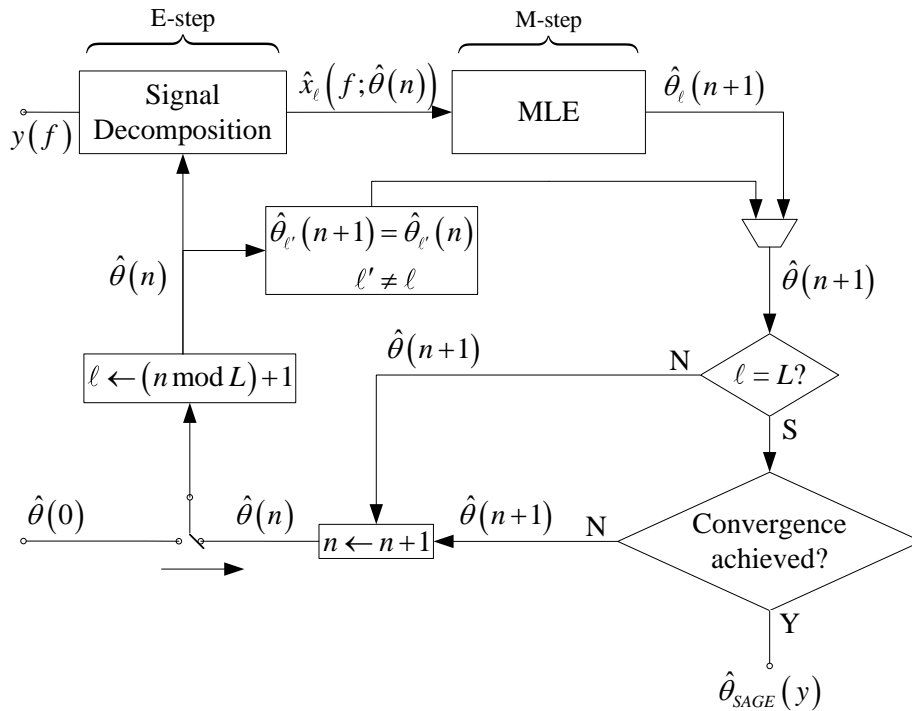 E-step
M-step
Signal
Decomposition
x̂_ℓ(f;θ̂(n))
MLE
θ̂_ℓ(n+1)
y(f)
θ̂_ℓ′(n+1)=θ̂_ℓ′(n)
ℓ′≠ℓ
θ̂(n)
θ̂(n+1)
θ̂(n+1)
ℓ←(n mod L)+1
N
ℓ=L?
S
θ̂(0)
θ̂(n)
n←n+1
θ̂(n+1)
N
Convergence
achieved?
Y
θ̂_SAGE(y)